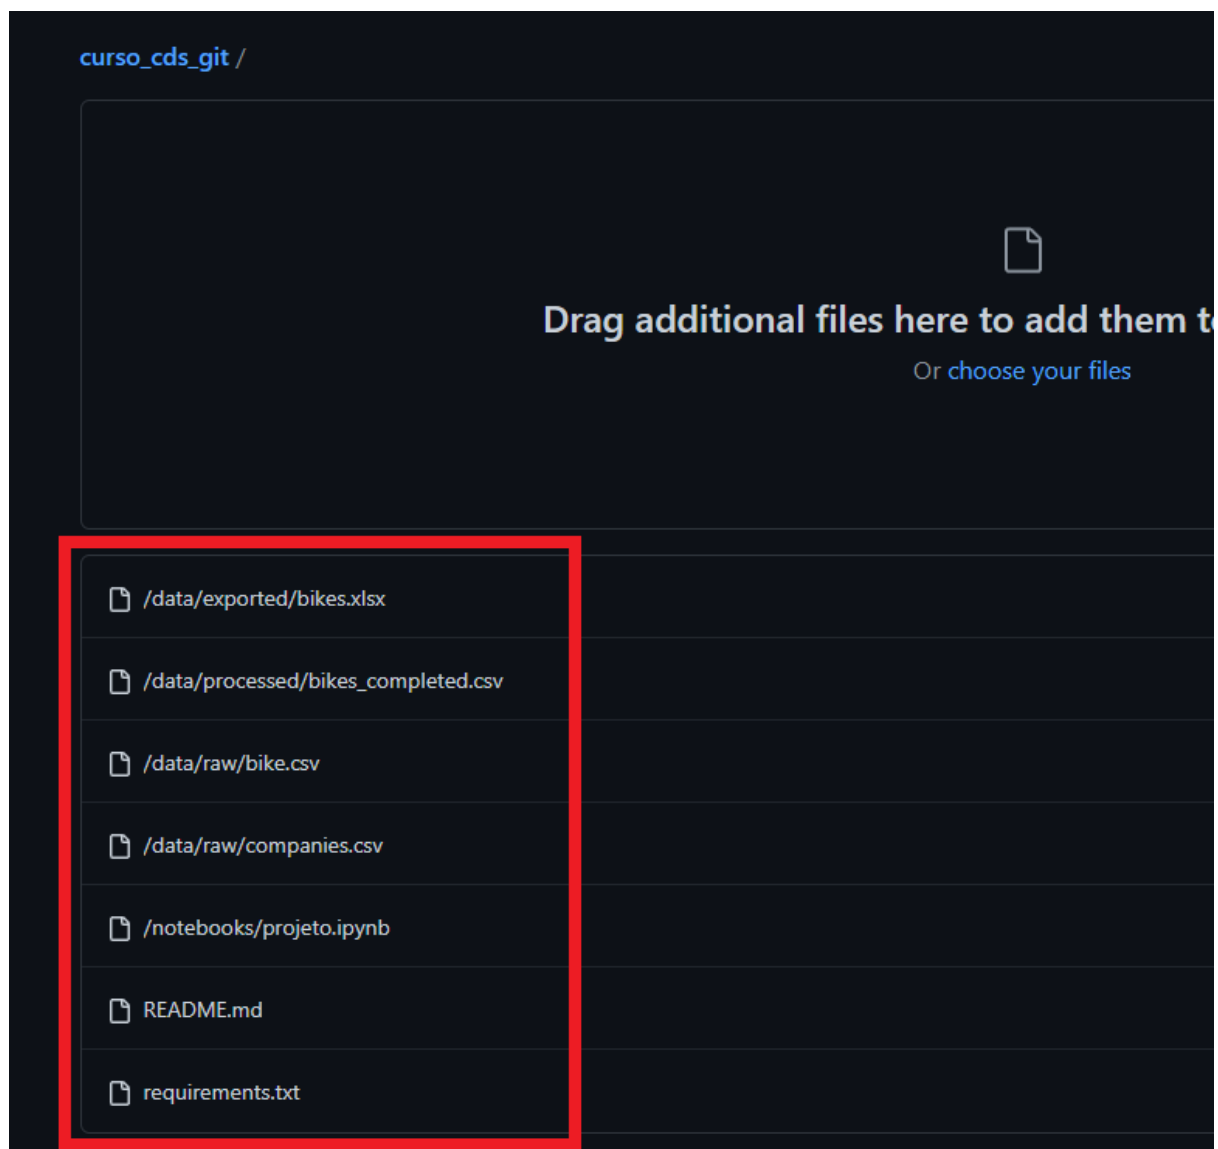 curso_cds_git /
Drag additional files here to add them
Or choose your files
/data/exported/bikes.xlsx
/data/processed/bikes_completed.csv
/data/raw/bike.csv
/data/raw/companies.csv
/notebooks/projeto.ipynb
README.md
requirements.txt